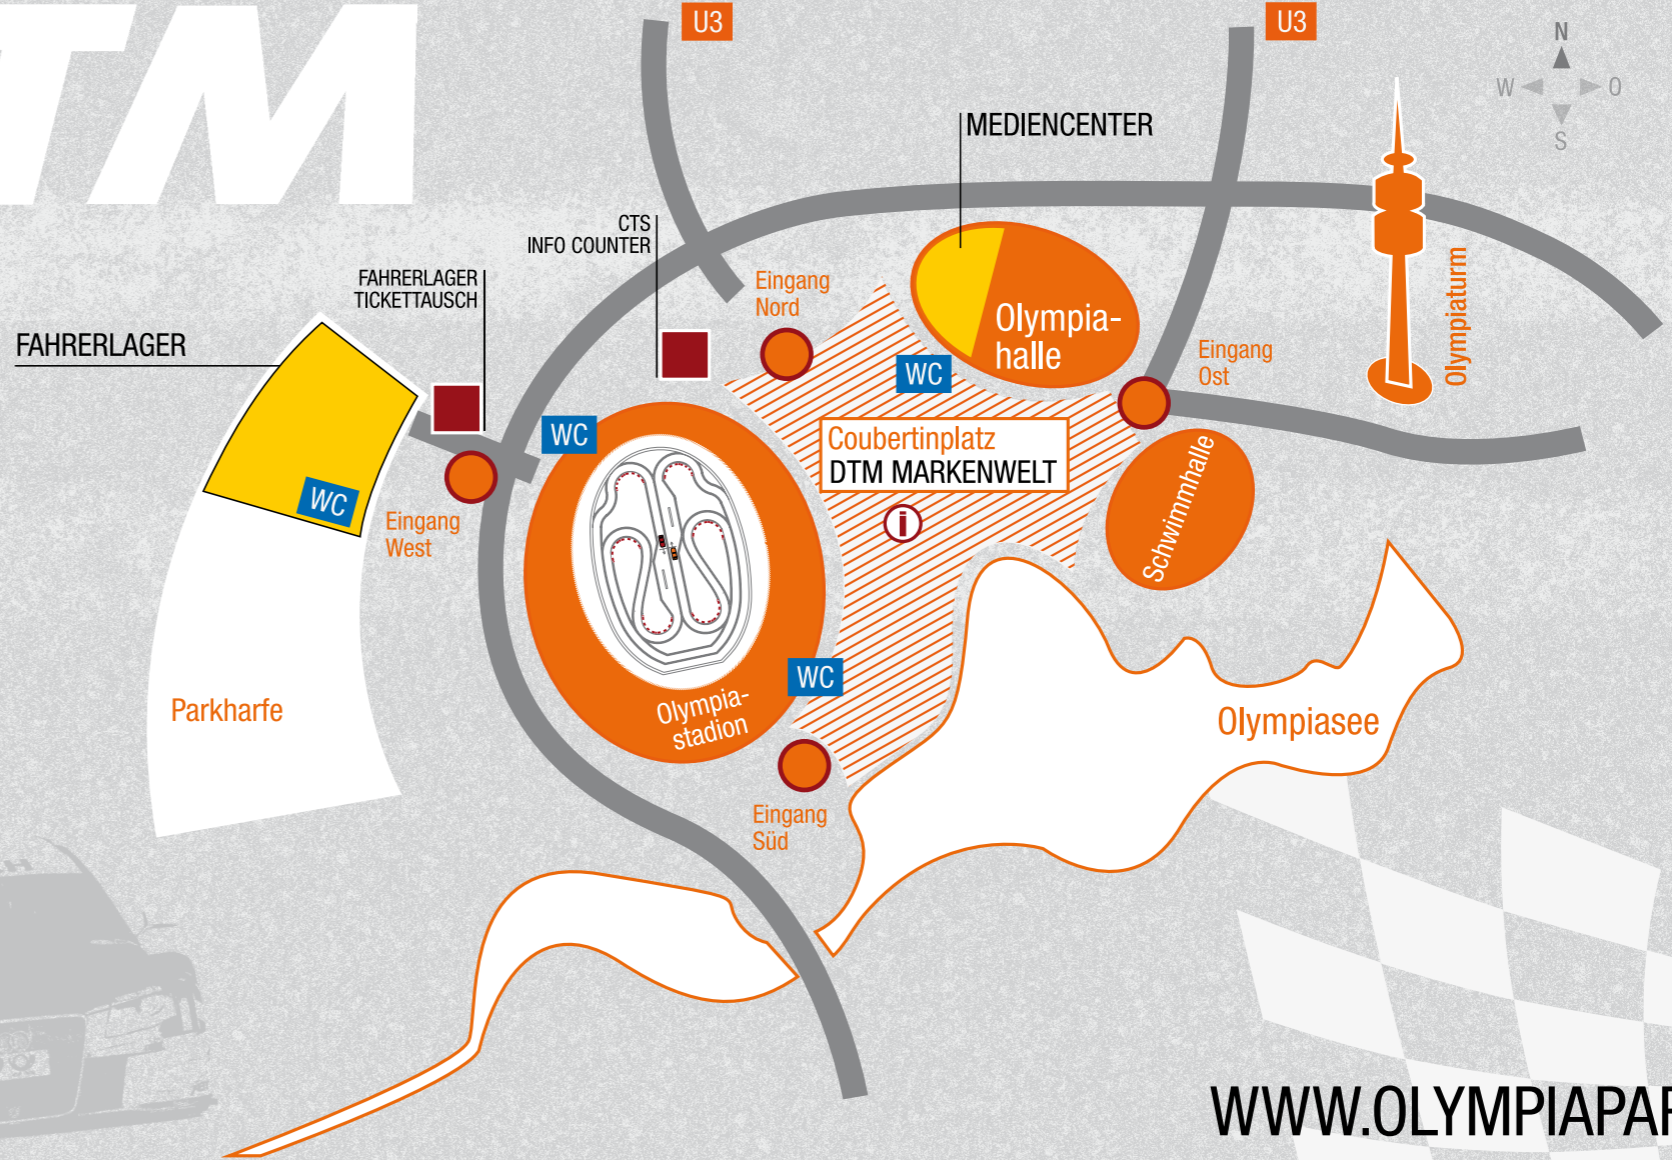 TM
U3
U3
N
W
O
S
MEDIENCENTER
CTS
INFO COUNTER
FAHRERLAGER
TICKETTAUSCH
FAHRERLAGER
Eingang
Nord
Olympia-
halle
Eingang
Ost
Olympiaturm
WC
WC
WC
Coubertinplatz
DTM MARKENWELT
i
Schwimmhalle
Eingang
West
WC
Olympia-
stadion
Parkharfe
Olympiasee
Eingang
Süd
WWW.OLYMPIAPAR